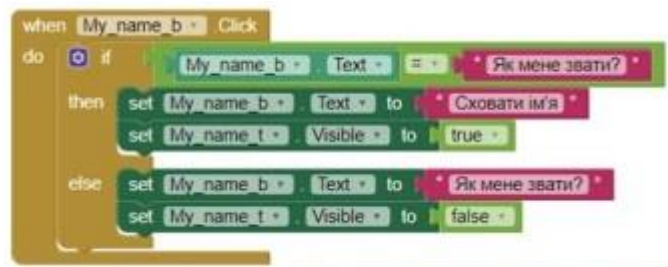 when My_name_b . Click
do if My_name_b . Text = " Як мене звати? "
then set My_name_b . Text to " Сховати ім'я "
set My_name_t . Visible to true
else set My_name_b . Text to " Як мене звати? "
set My_name_t . Visible to false